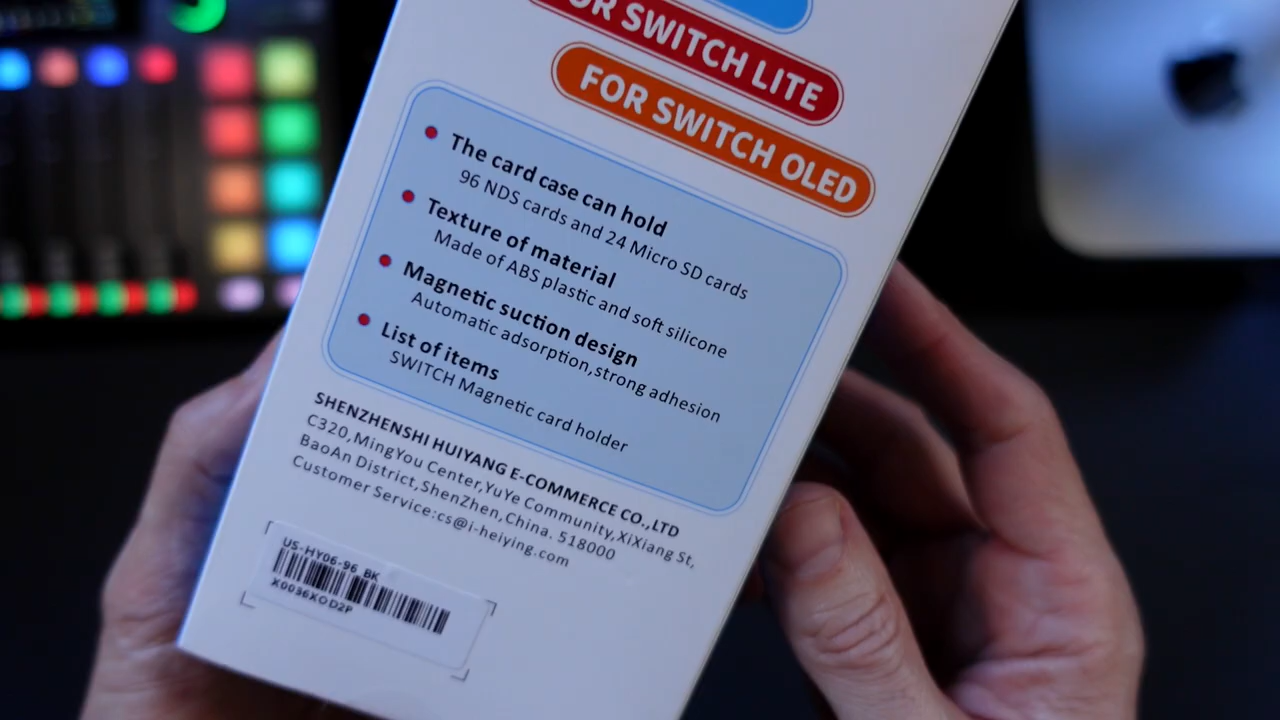 OR SWITCH LITE
FOR SWITCH OLED
The card case can hold
96 NDS cards and 24 Micro SD cards
Texture of material
Made of ABS plastic and soft silicone
Magnetic suction design
Automatic adsorption,strong adhesion
List of items
SWITCH Magnetic card holder
SHENZHENSHI HUIYANG E-COMMERCE CO.,LTD
C320,MingYou Center,YuYe Community,XiXiang St,
BaoAn District,ShenZhen,China. 518000
Customer Service:cs@i-heiying.com
US-HY06-96_BK
X0036XOD2P